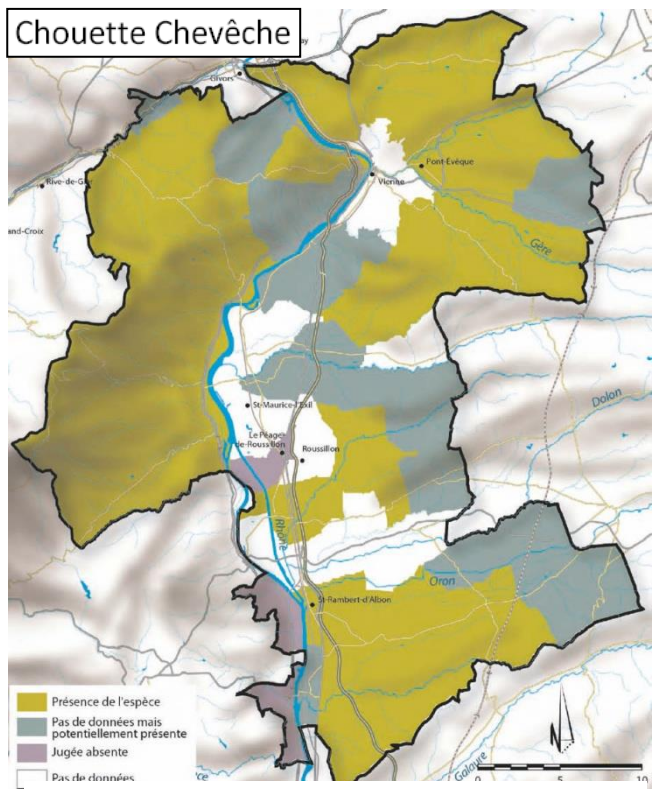 Chouette Chevêche
Givors
Pont-Evêque
Vienne
Rive-de-G
and-Croix
Gère
St-Maurice-l'Exil
Dolon
Le Péage-
de-Roussillon
Roussillon
Rhône
Oron
St-Rambert-d'Albon
Présence de l'espèce
Pas de données mais
potentiellement présente
Jugée absente
Pas de données
Galaure
0 5 10